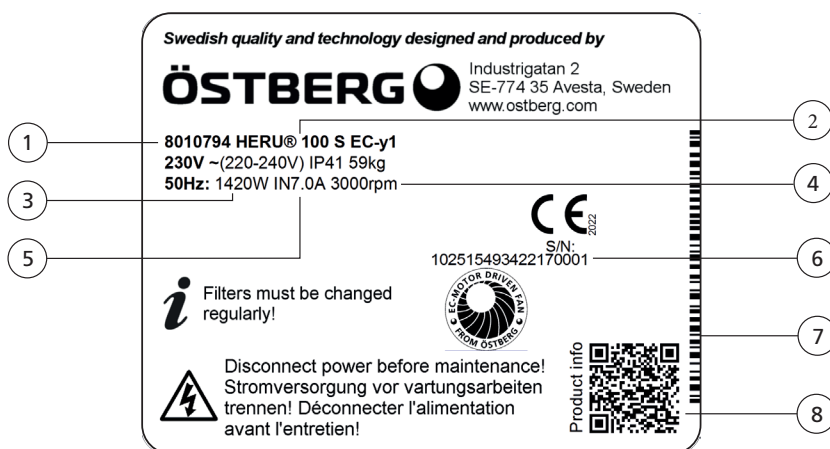 Swedish quality and technology designed and produced by
ÖSTBERG
Industrigatan 2
SE-774 35 Avesta, Sweden
www.ostberg.com
1
8010794 HERU® 100 S EC-y1
2
230V ~(220-240V) IP41 59kg
3
50Hz: 1420W IN7.0A 3000rpm
4
CE
2022
5
S/N:
102515493422170001
6
Filters must be changed
regularly!
EC-MOTOR DRIVEN FAN
FROM ÖSTBERG
7
Disconnect power before maintenance!
Stromversorgung vor vartungsarbeiten
trennen! Déconnecter l'alimentation
avant l'entretien!
Product info
8